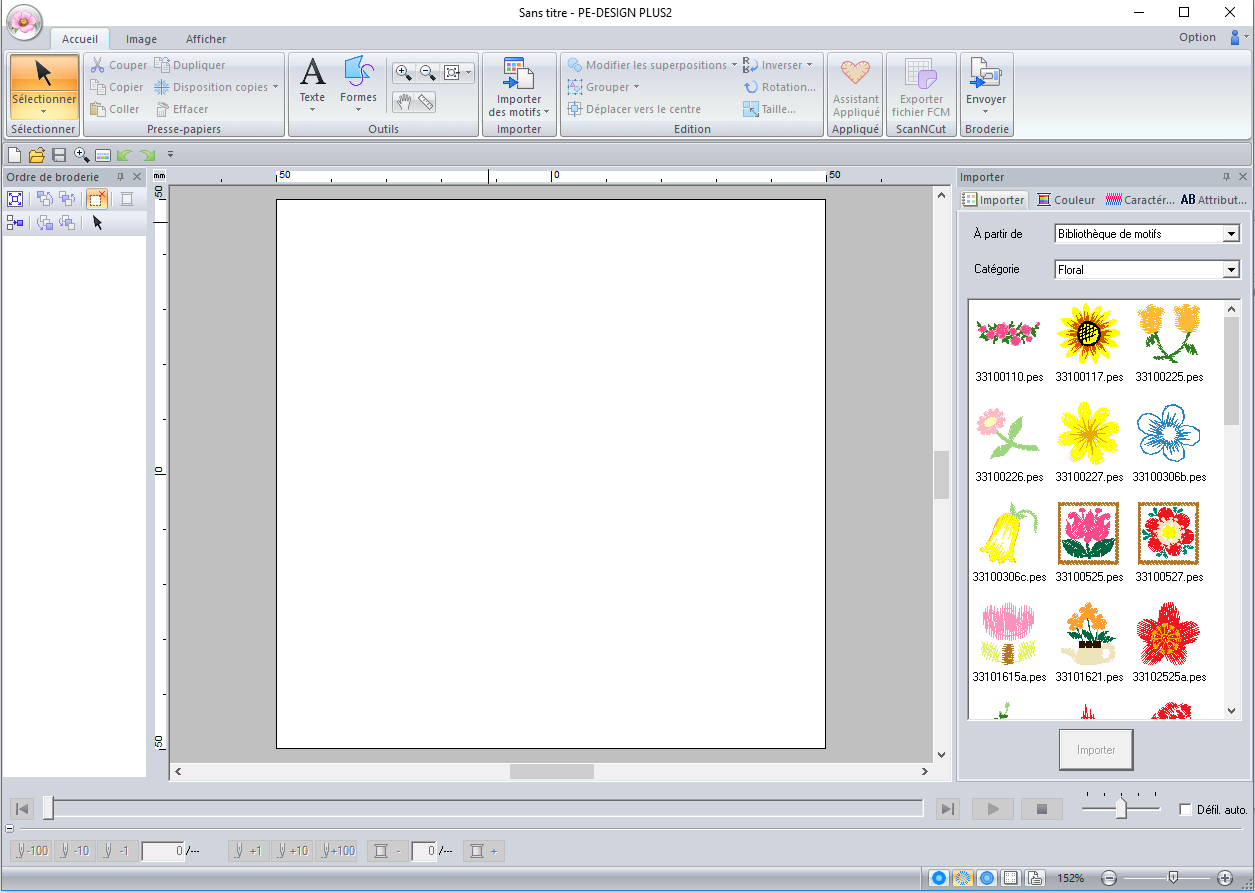 Sans titre - PE-DESIGN PLUS2
Accueil Image Afficher Option
Sélectionner
Sélectionner
Couper
Copier
Coller
Dupliquer
Disposition copies
Effacer
Presse-papiers
Texte
Formes
Outils
Importer
des motifs
Importer
Modifier les superpositions
Grouper
Déplacer vers le centre
Inverser
Rotation...
Taille...
Edition
Assistant
Appliqué
Appliqué
Exporter
fichier FCM
ScanNCut
Envoyer
Broderie
Ordre de broderie
mm
50 0 50
50
0
50
Importer
Importer Couleur Caractér... AB Attribut...
À partir de Bibliothèque de motifs
Catégorie Floral
33100110.pes 33100117.pes 33100225.pes
33100226.pes 33100227.pes 33100306b.pes
33100306c.pes 33100525.pes 33100527.pes
33101615a.pes 33101621.pes 33102525a.pes
Importer
Défil. auto.
-100 -10 -1 0 /--- +1 +10 +100 - 0 /--- +
152%